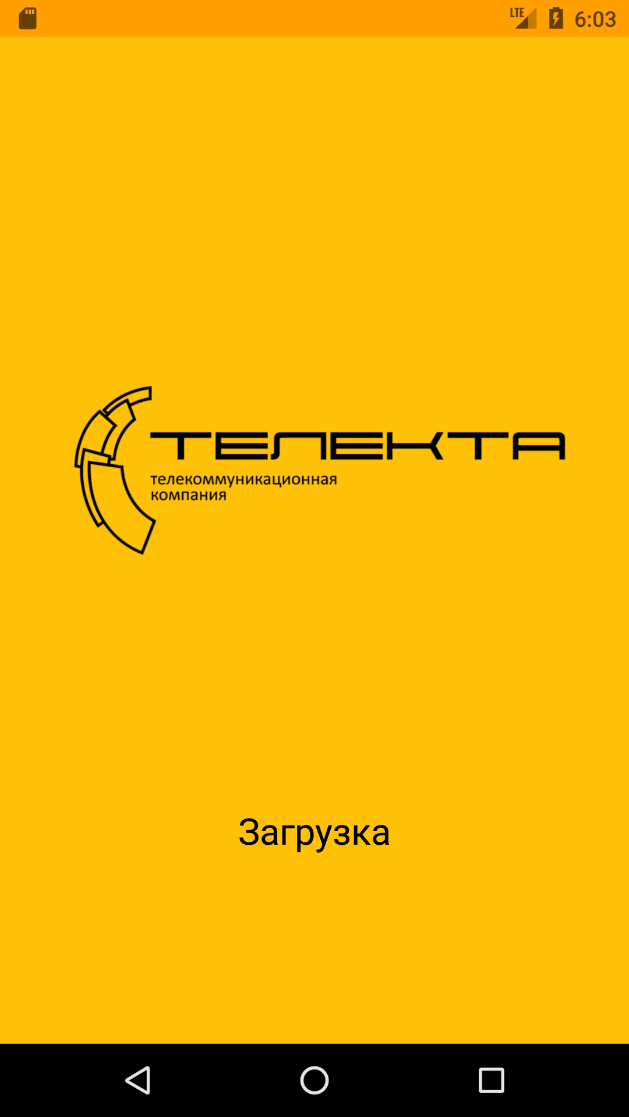 LTE 6:03
ТЕЛЕКТА
телекоммуникационная
компания
Загрузка